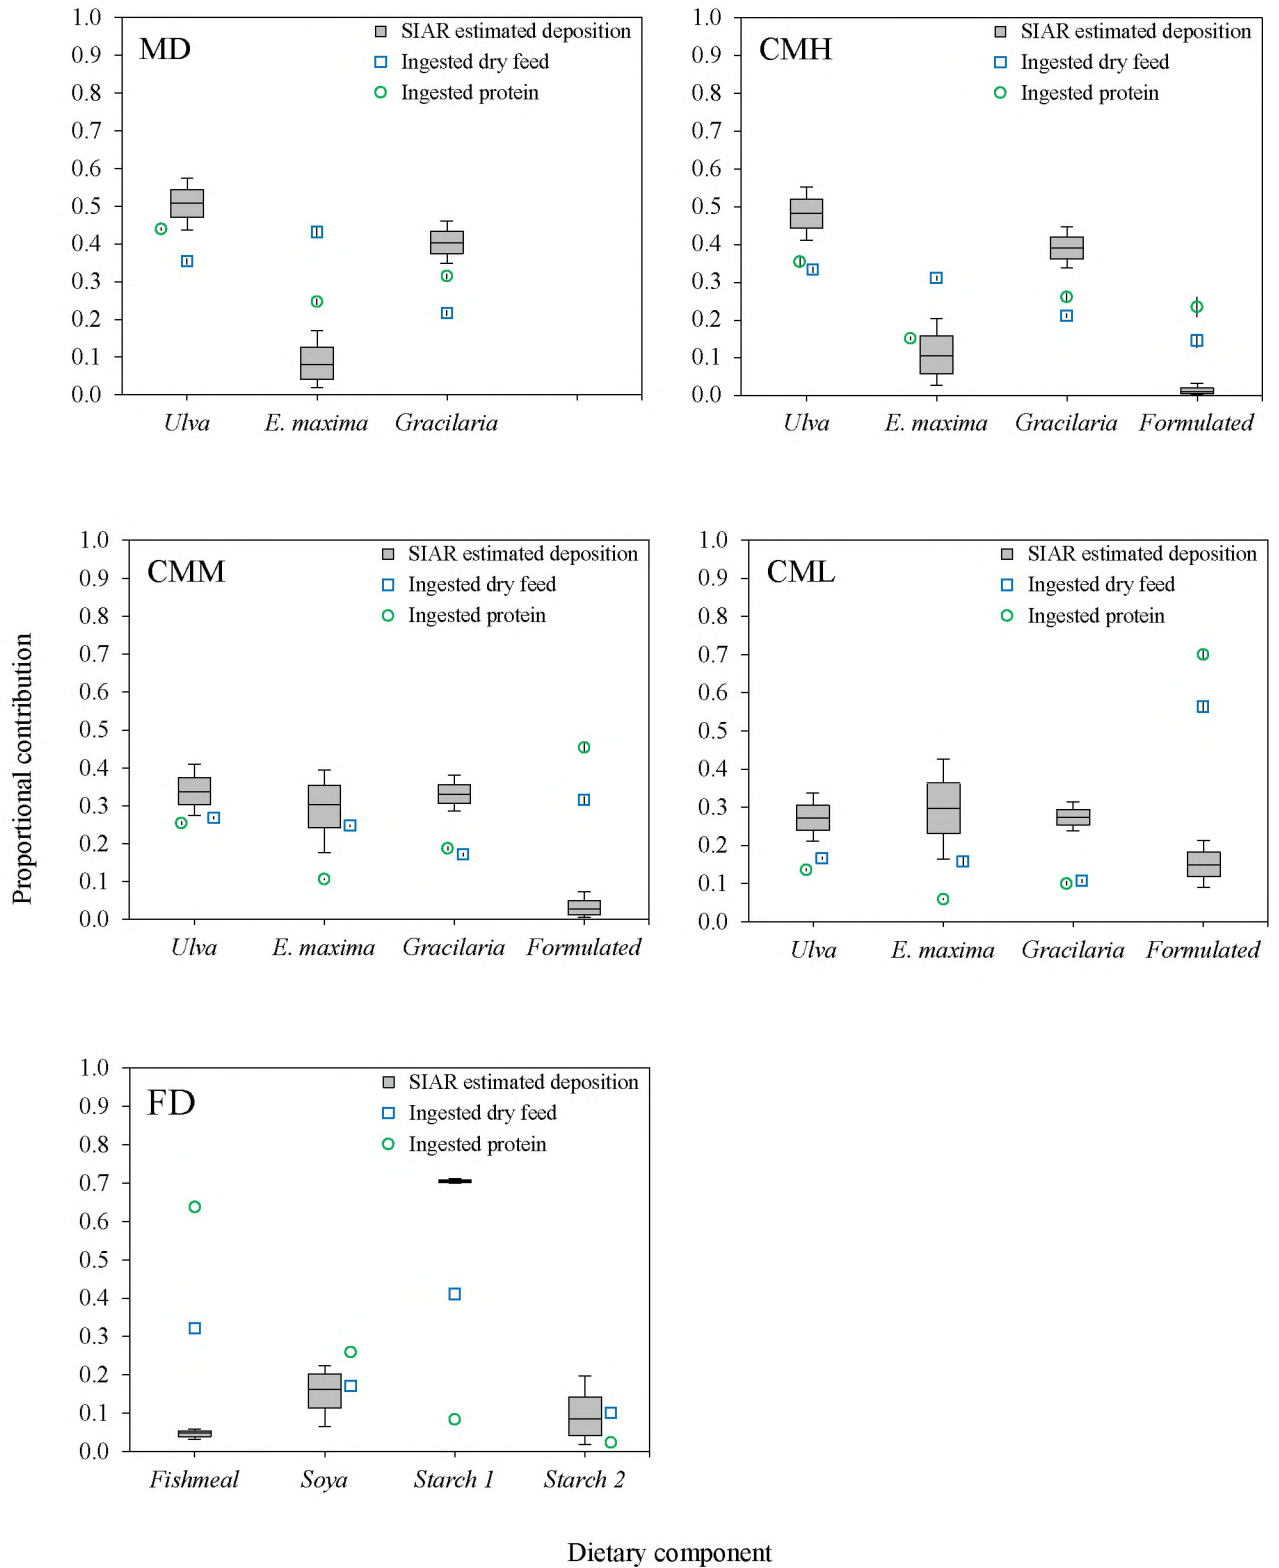 MD
SIAR estimated deposition
Ingested dry feed
Ingested protein
1.0
0.9
0.8
0.7
0.6
0.5
0.4
0.3
0.2
0.1
0.0
Ulva E. maxima Gracilaria
CMH
SIAR estimated deposition
Ingested dry feed
Ingested protein
1.0
0.9
0.8
0.7
0.6
0.5
0.4
0.3
0.2
0.1
0.0
Ulva E. maxima Gracilaria Formulated
Proportional contribution
CMM
SIAR estimated deposition
Ingested dry feed
Ingested protein
1.0
0.9
0.8
0.7
0.6
0.5
0.4
0.3
0.2
0.1
0.0
Ulva E. maxima Gracilaria Formulated
CML
SIAR estimated deposition
Ingested dry feed
Ingested protein
1.0
0.9
0.8
0.7
0.6
0.5
0.4
0.3
0.2
0.1
0.0
Ulva E. maxima Gracilaria Formulated
FD
SIAR estimated deposition
Ingested dry feed
Ingested protein
1.0
0.9
0.8
0.7
0.6
0.5
0.4
0.3
0.2
0.1
0.0
Fishmeal Soya Starch 1 Starch 2
Dietary component